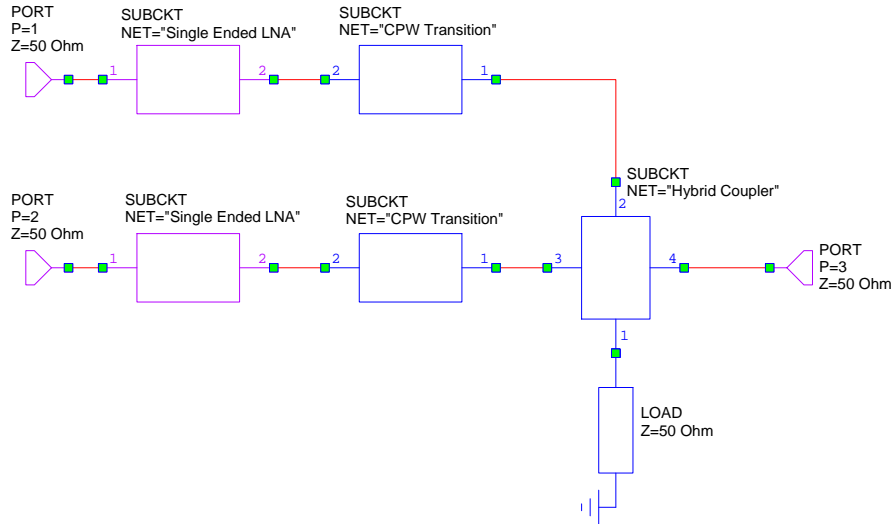 PORT
P=1
Z=50 Ohm
SUBCKT
NET="Single Ended LNA"
SUBCKT
NET="CPW Transition"
1
2
2
1
PORT
P=2
Z=50 Ohm
SUBCKT
NET="Single Ended LNA"
SUBCKT
NET="CPW Transition"
SUBCKT
NET="Hybrid Coupler"
2
1
2
2
1
3
4
1
PORT
P=3
Z=50 Ohm
LOAD
Z=50 Ohm